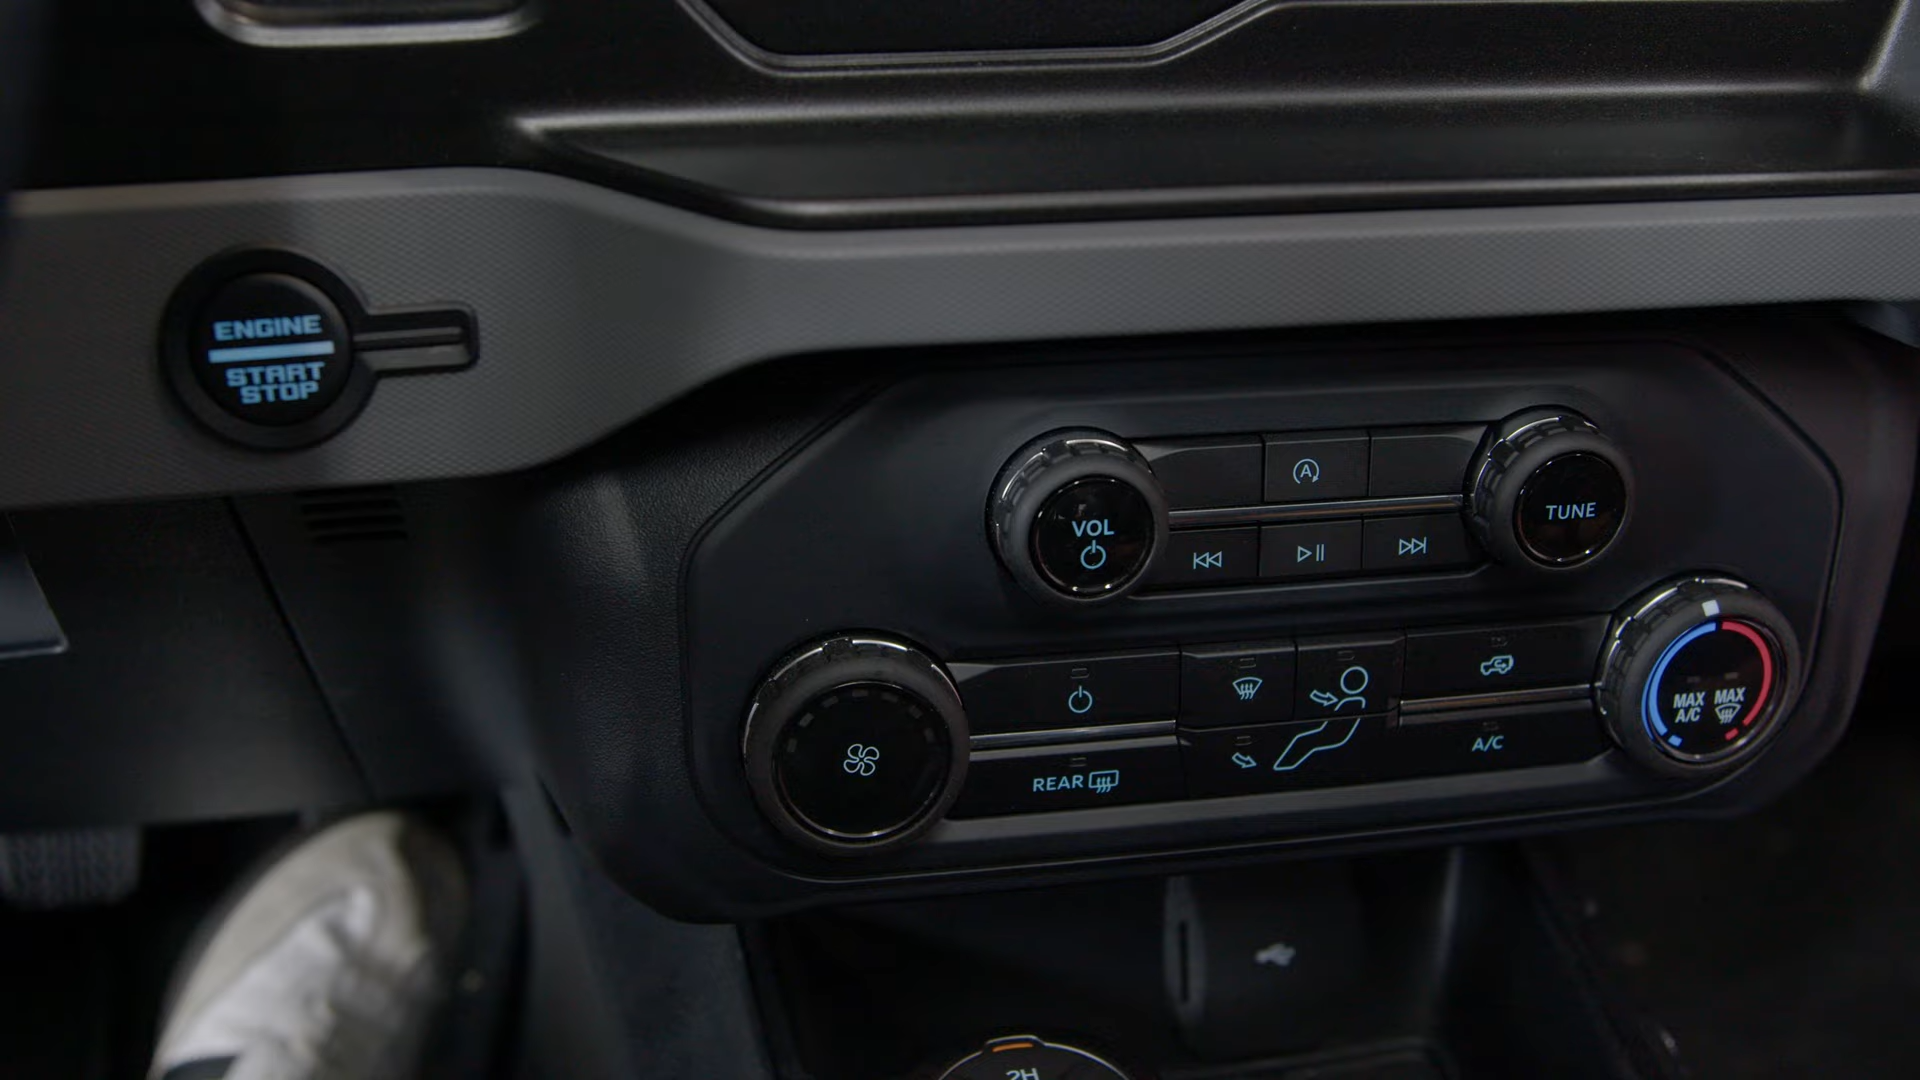 ENGINE
START
STOP
VOL
A
TUNE
REAR
A/C
MAX
A/C
MAX
2H